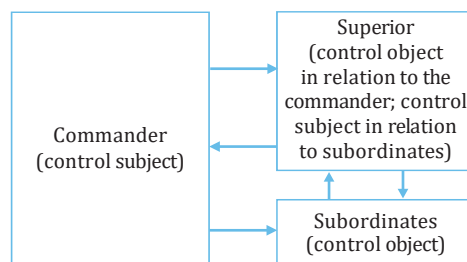 Commander
(control subject)
Superior
(control object
in relation to the
commander; control
subject in relation
to subordinates)
Subordinates
(control object)